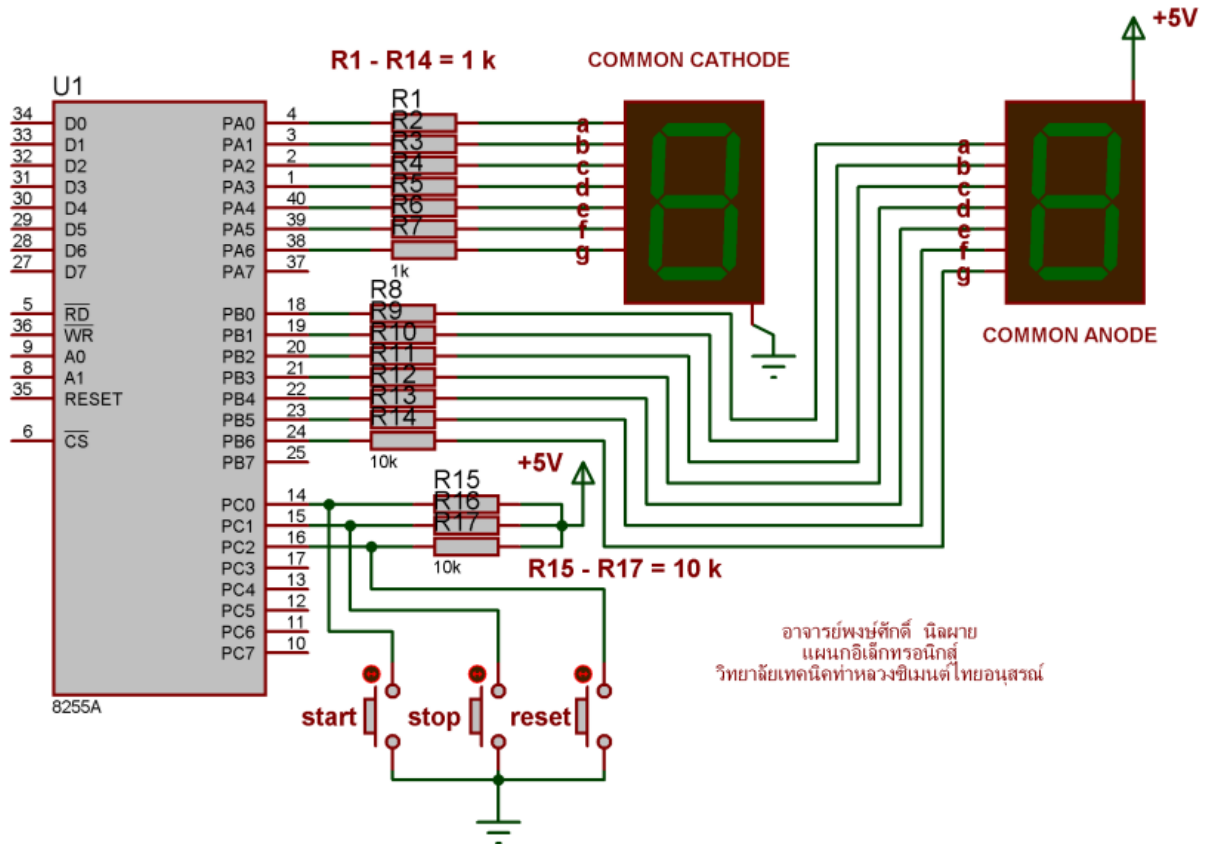 +5V
R1 - R14 = 1 k
COMMON CATHODE
U1
34 D0
33 D1
32 D2
31 D3
30 D4
29 D5
28 D6
27 D7
5 RD
36 WR
9 A0
8 A1
35 RESET
6 CS
PA0 4
PA1 3
PA2 2
PA3 1
PA4 40
PA5 39
PA6 38
PA7 37
PB0 18
PB1 19
PB2 20
PB3 21
PB4 22
PB5 23
PB6 24
PB7 25
PC0 14
PC1 15
PC2 16
PC3 17
PC4 13
PC5 12
PC6 11
PC7 10
8255A
R1
R2
R3
R4
R5
R6
R7
1k
a
b
c
d
e
f
g
a
b
c
d
e
f
g
COMMON ANODE
R8
R9
R10
R11
R12
R13
R14
10k
+5V
R15
R16
R17
10k
R15 - R17 = 10 k
start
stop
reset
อาจารย์พงษ์ศักดิ์ นิลผาย
แผนกอิเล็กทรอนิกส์
วิทยาลัยเทคนิคท่าหลวงซิเมนต์ไทยอนุสรณ์